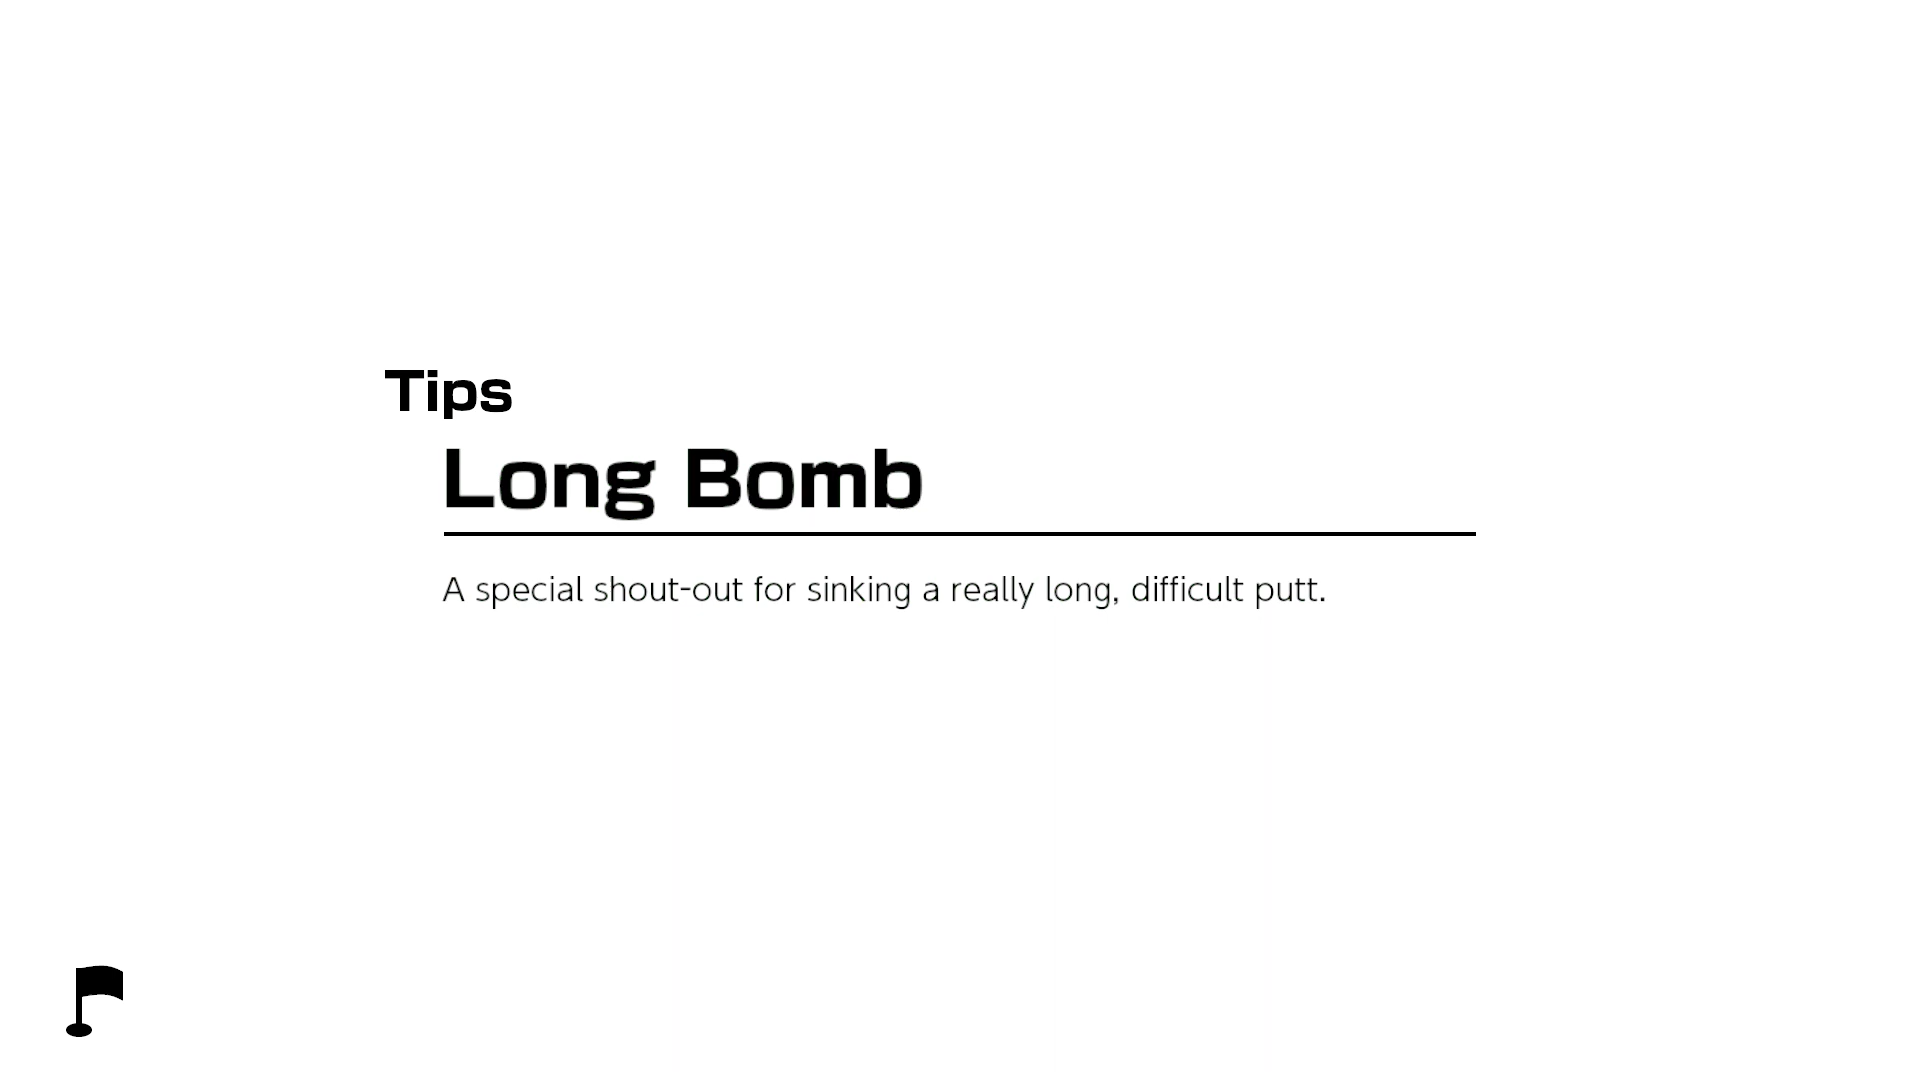 Tips
Long Bomb
A special shout-out for sinking a really long, difficult putt.